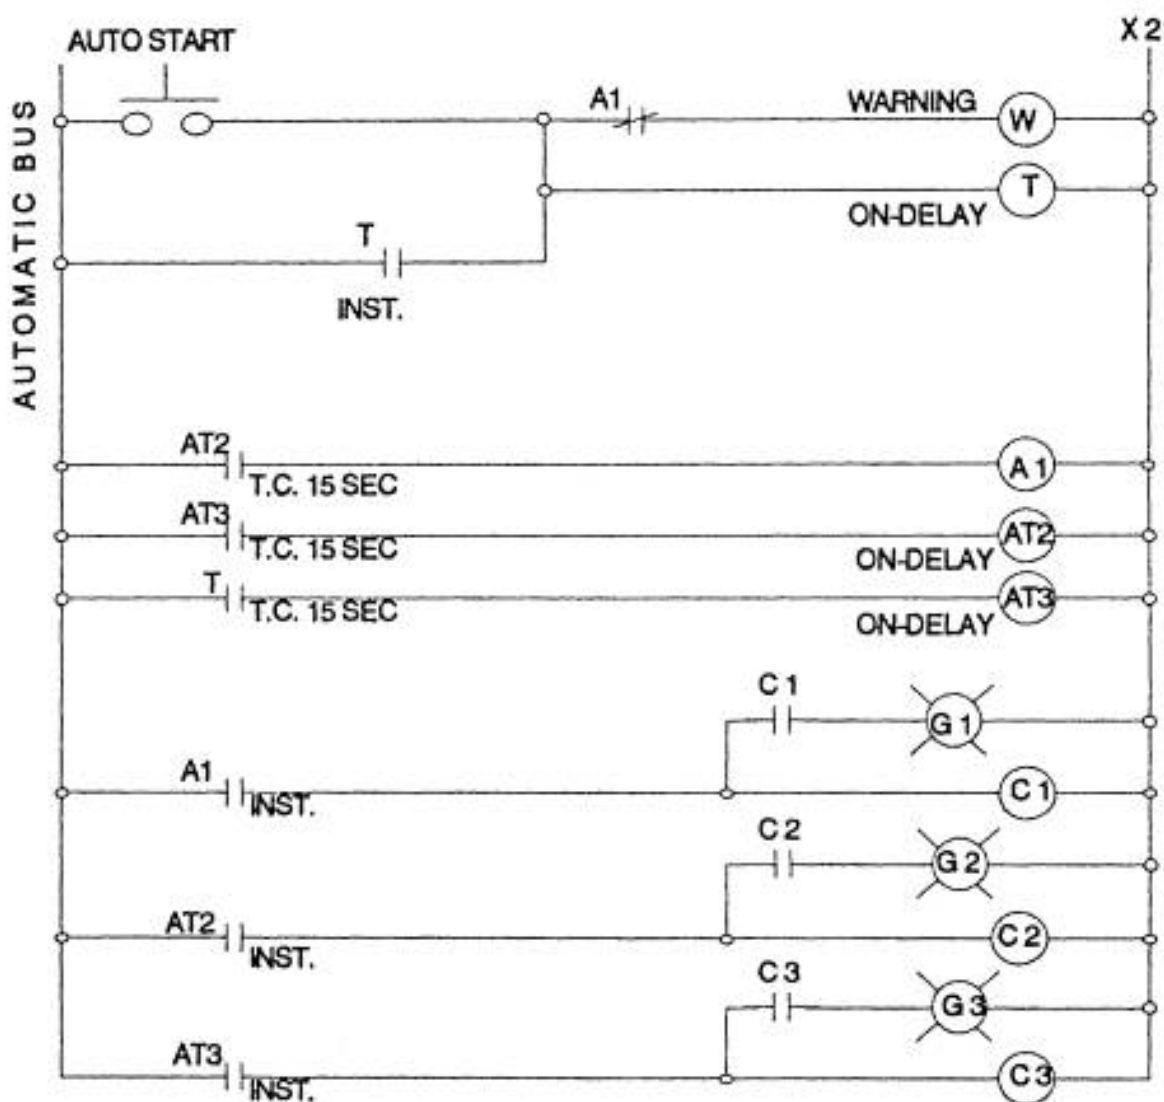 AUTO START
X2
AUTOMATIC BUS
A1
WARNING
W
T
ON-DELAY
T
INST.
AT2
T.C. 15 SEC
A1
AT3
T.C. 15 SEC
ON-DELAY
AT2
T
T.C. 15 SEC
ON-DELAY
AT3
C1
G1
A1
INST.
C1
C2
G2
AT2
INST.
C2
C3
G3
AT3
INST.
C3